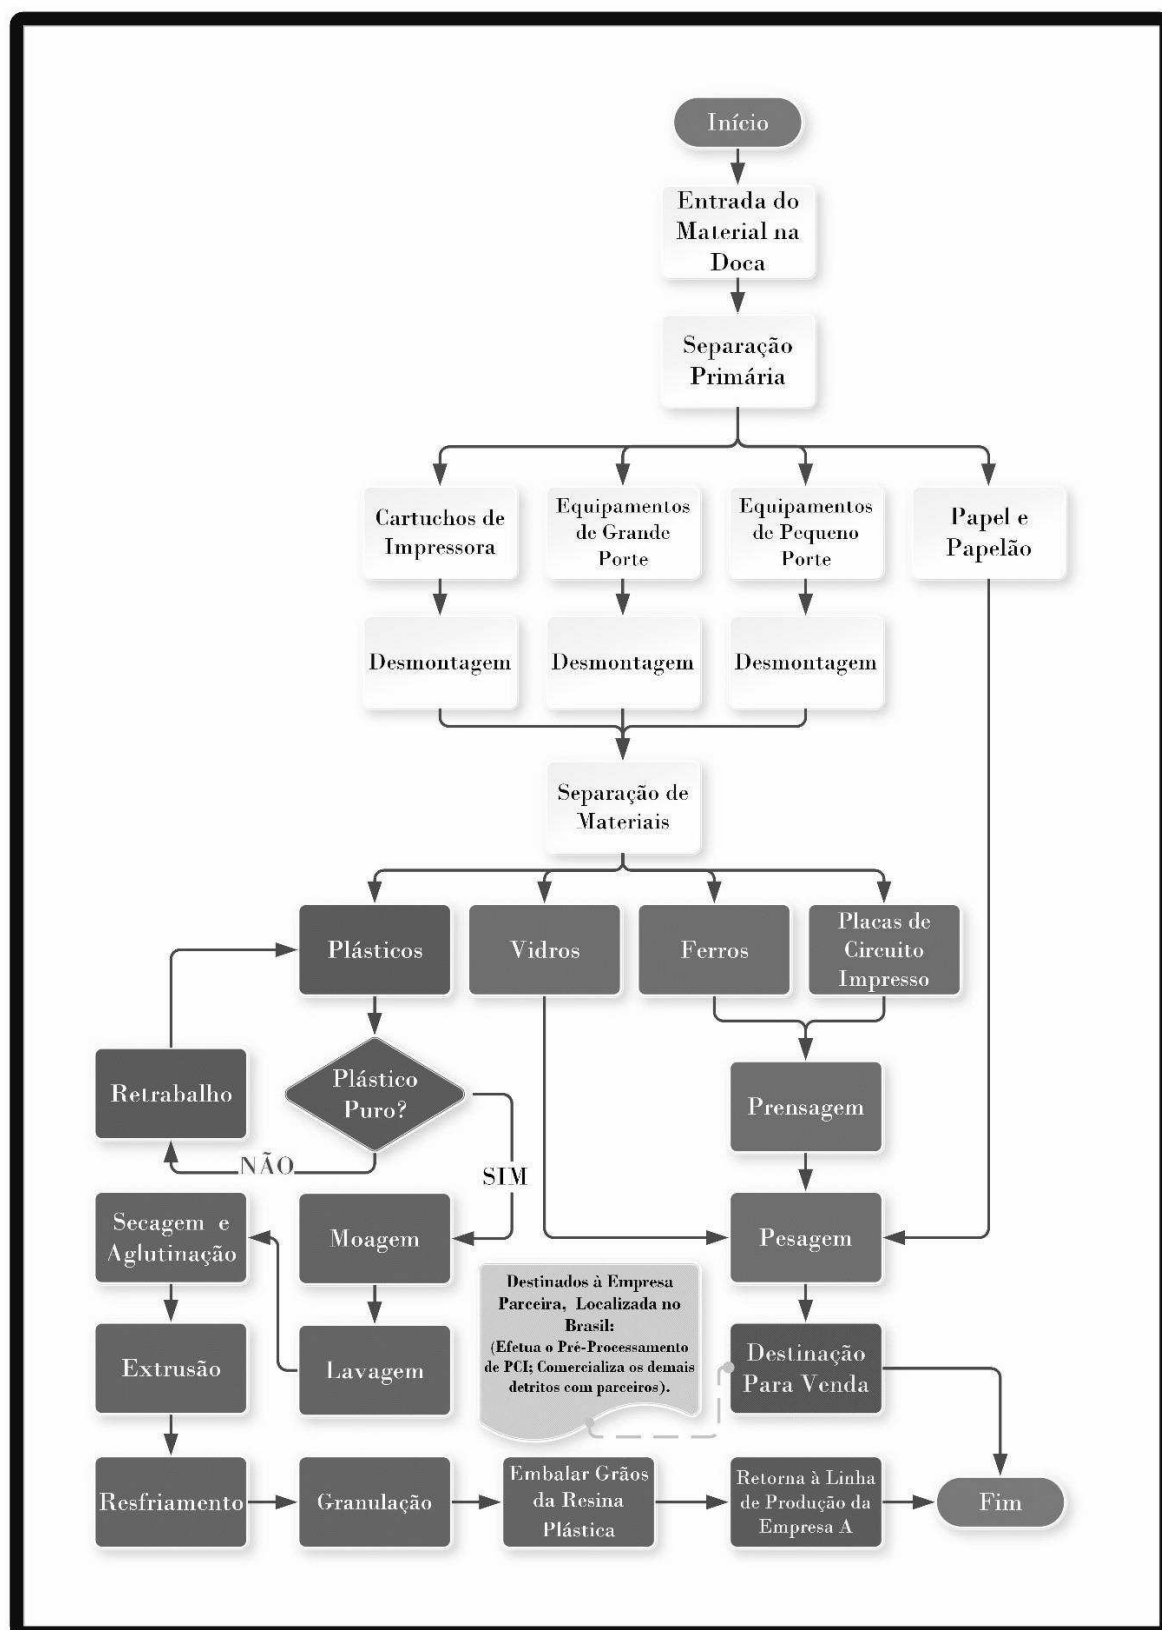 Início
Entrada do
Material na
Doca
Separação
Primária
Cartuchos de
Impressora
Equipamentos
de Grande
Porte
Equipamentos
de Pequeno
Porte
Papel e
Papelão
Desmontagem
Desmontagem
Desmontagem
Separação de
Materiais
Plásticos
Vidros
Ferros
Placas de
Circuito
Impresso
Retrabalho
Plástico
Puro?
Prensagem
NÃO
SIM
Secagem e
Aglutinação
Moagem
Pesagem
Destinados à Empresa
Parceira, Localizada no
Brasil:
(Efetua o Pré-Processamento
de PCI; Comercializa os demais
detritos com parceiros).
Extrusão
Lavagem
Destinação
Para Venda
Resfriamento
Granulação
Embalar Grãos
da Resina
Plástica
Retorna à Linha
de Produção da
Empresa A
Fim